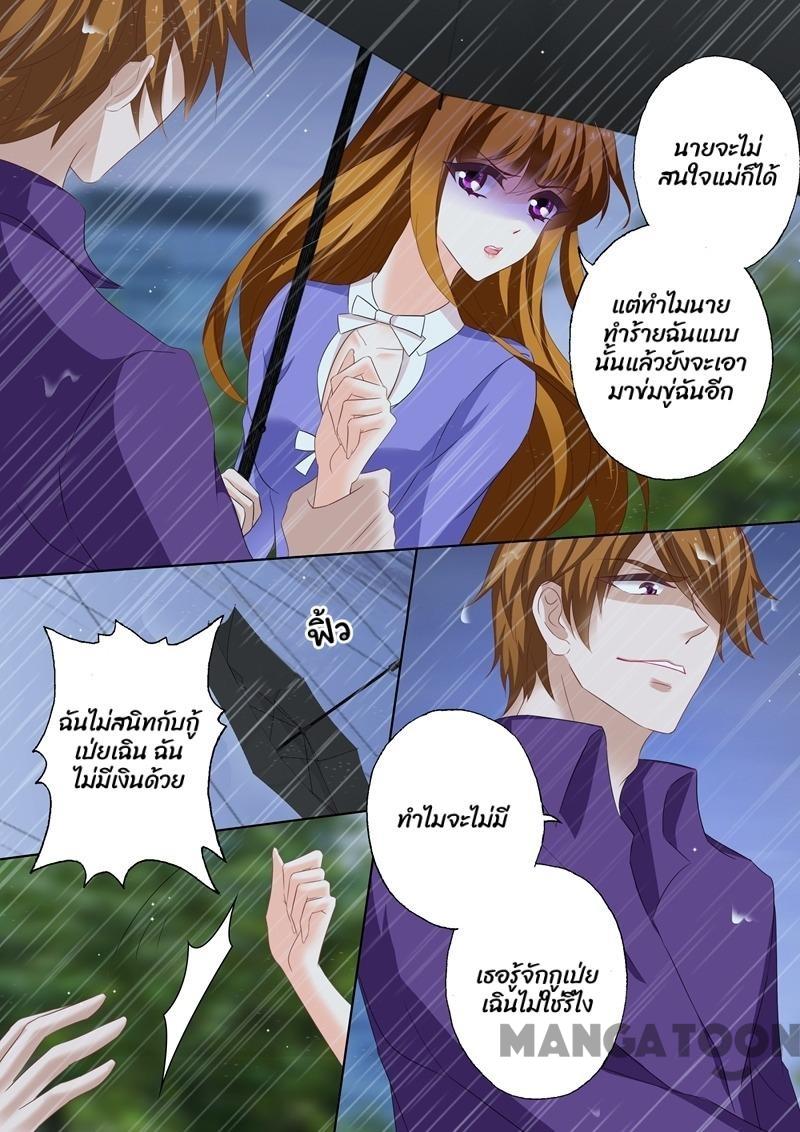 นายจะไม่
สนใจแม่ก็ได้
แต่ทำไมนาย
ทำร้ายฉันแบบ
นั้นแล้วยังจะเอา
มาข่มขู่ฉันอีก
ฟิ้ว
ฉันไม่สนิทกับกู้
เป่ยเฉิน ฉัน
ไม่มีเงินด้วย
ทำไมจะไม่มี
เธอรู้จักกูเป่ย
เฉินไม่ใช่รึไง
MANGATOON